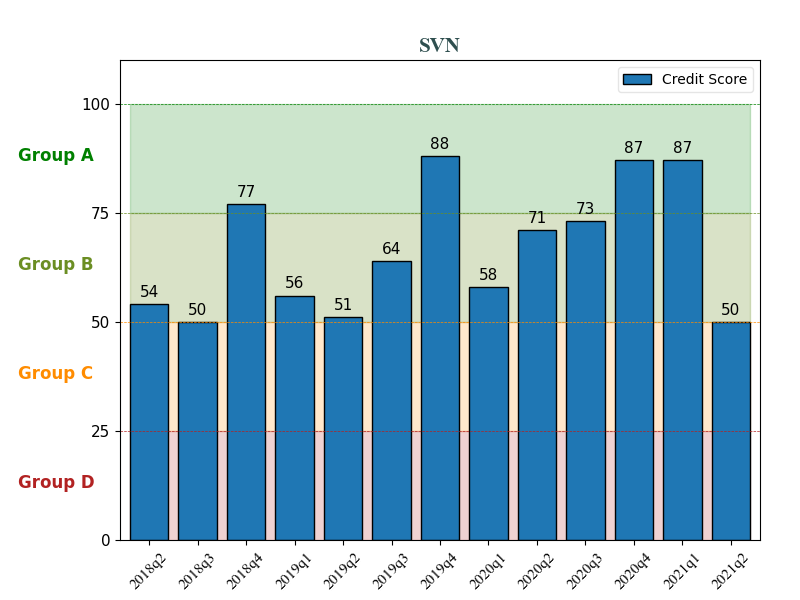 SVN
Credit Score
100
75
50
25
0
Group A
Group B
Group C
Group D
54
50
77
56
51
64
88
58
71
73
87
87
50
2018q2
2018q3
2018q4
2019q1
2019q2
2019q3
2019q4
2020q1
2020q2
2020q3
2020q4
2021q1
2021q2